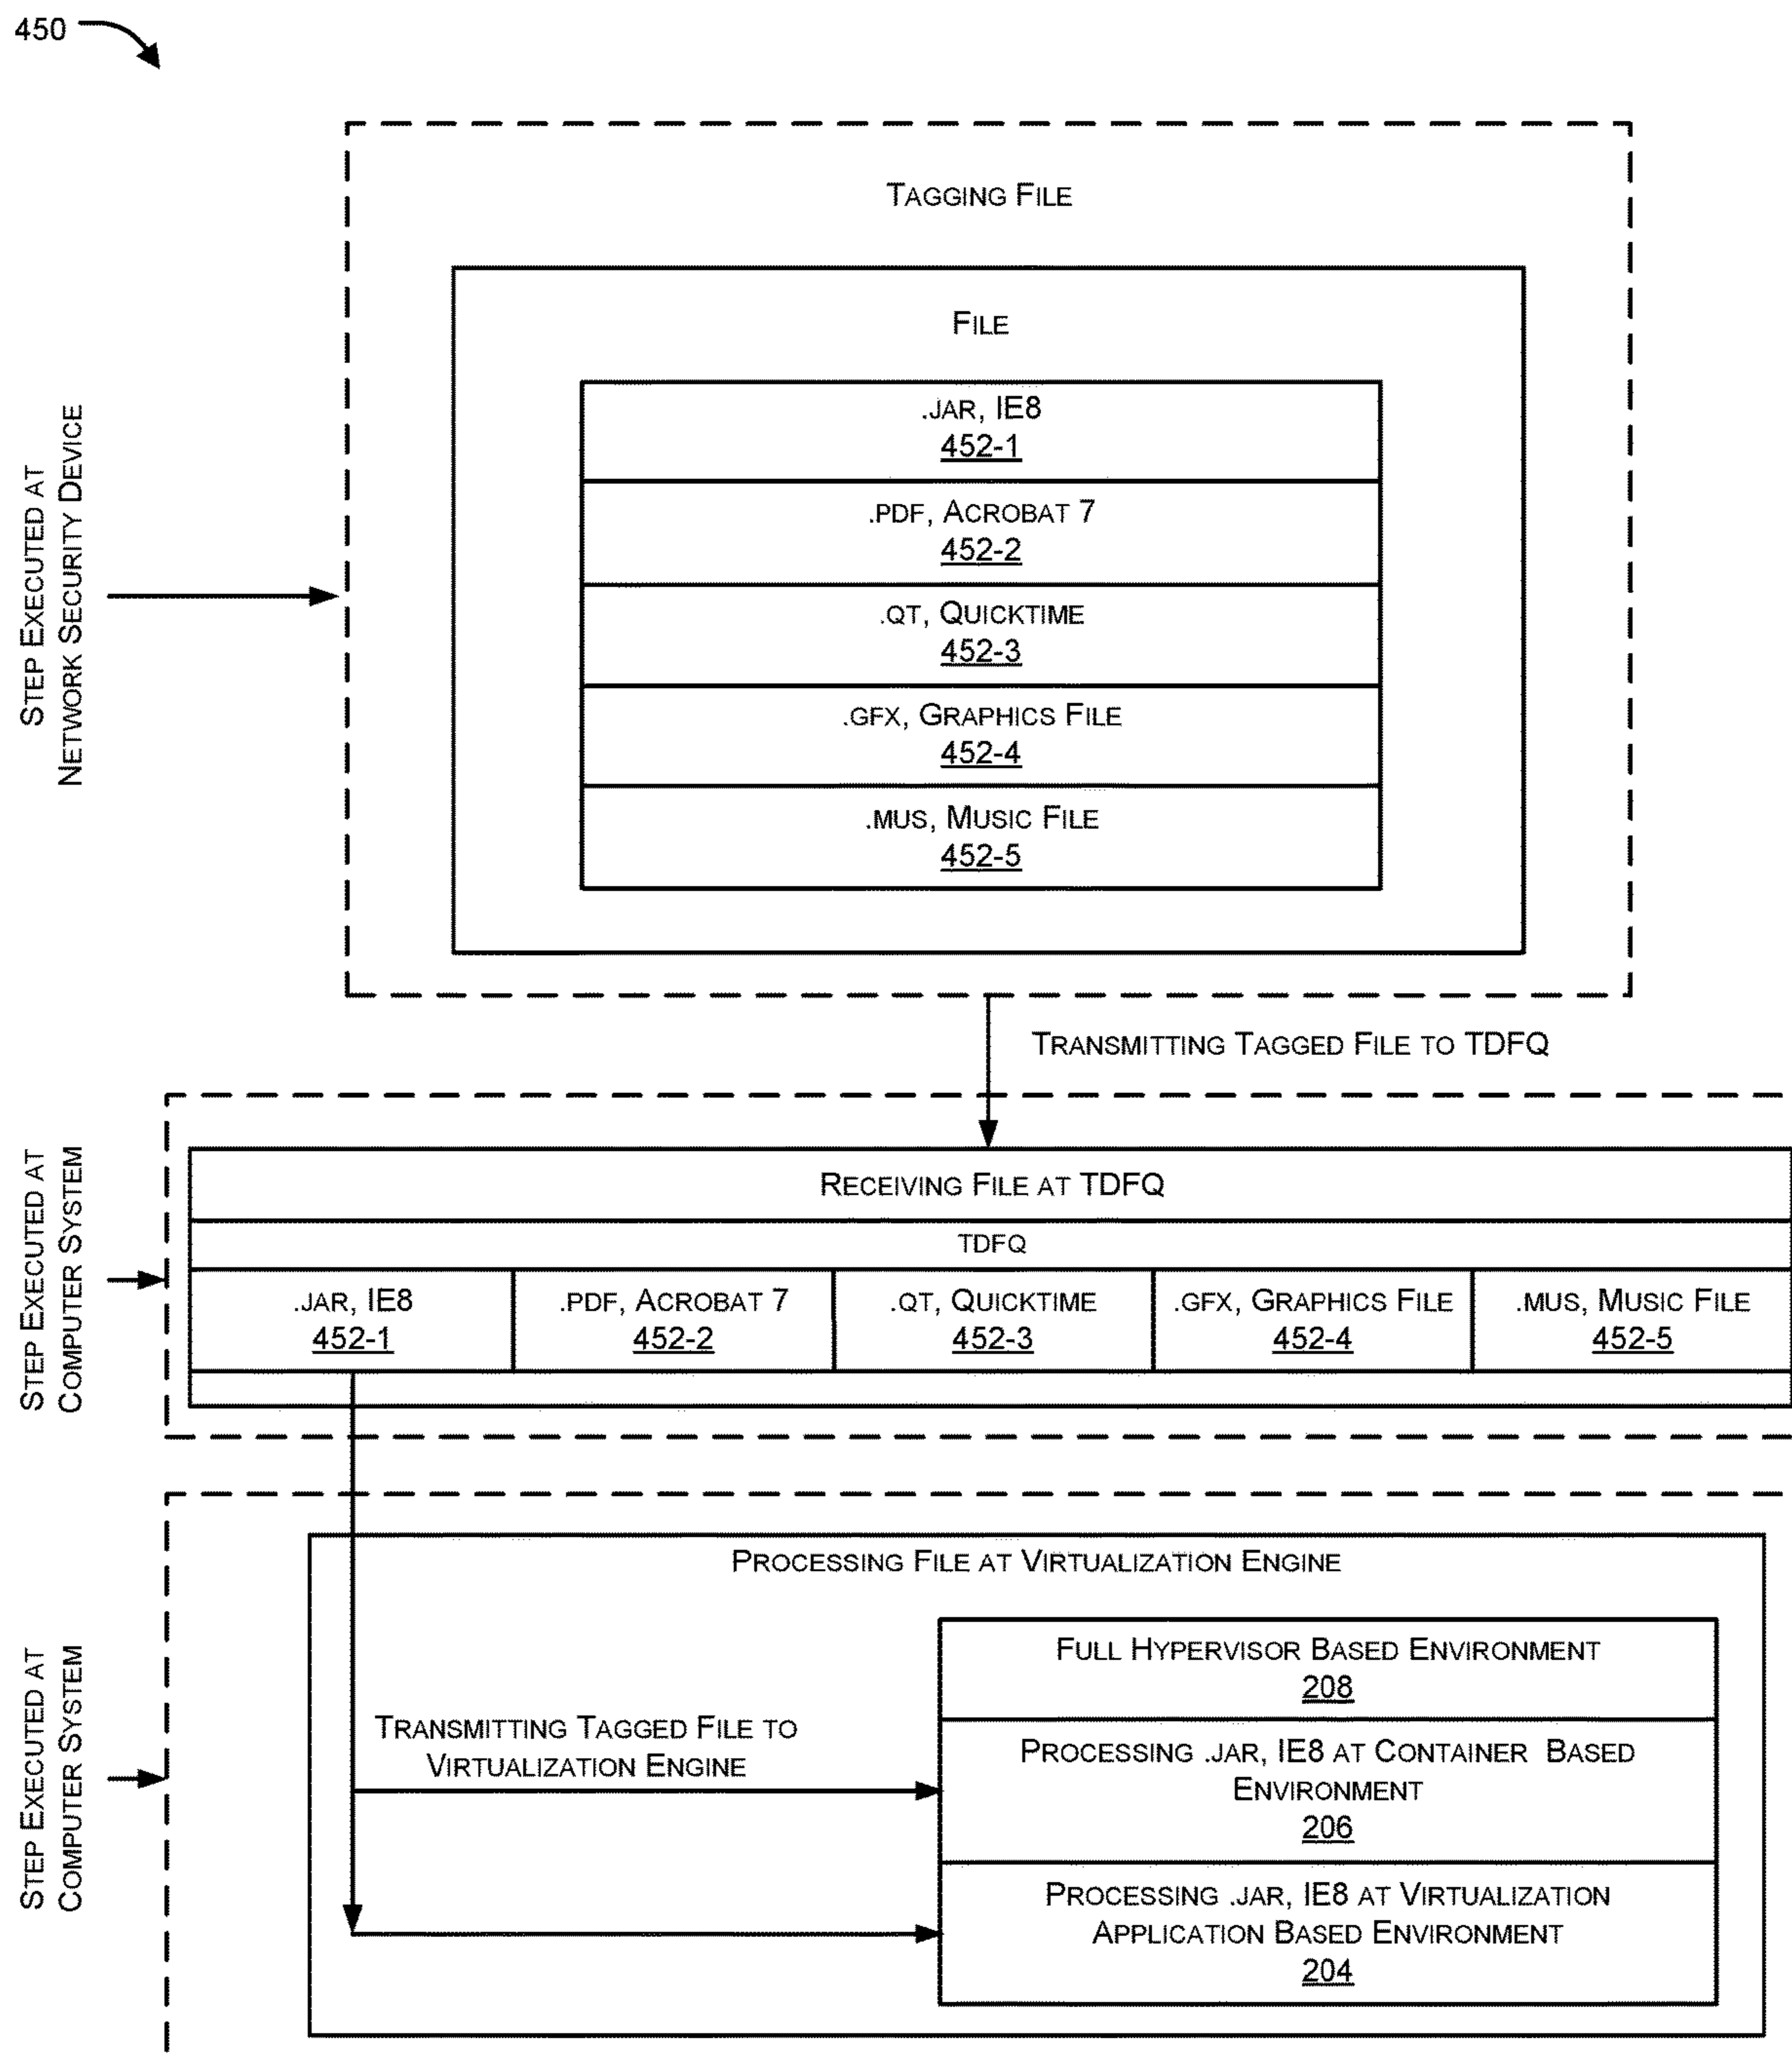 450
TAGGING FILE
FILE
.JAR, IE8
452-1
.PDF, ACROBAT 7
452-2
.QT, QUICKTIME
452-3
.GFX, GRAPHICS FILE
452-4
.MUS, MUSIC FILE
452-5
STEP EXECUTED AT
NETWORK SECURITY DEVICE
TRANSMITTING TAGGED FILE TO TDFQ
STEP EXECUTED AT
COMPUTER SYSTEM
RECEIVING FILE AT TDFQ
TDFQ
.JAR, IE8
452-1
.PDF, ACROBAT 7
452-2
.QT, QUICKTIME
452-3
.GFX, GRAPHICS FILE
452-4
.MUS, MUSIC FILE
452-5
STEP EXECUTED AT
COMPUTER SYSTEM
PROCESSING FILE AT VIRTUALIZATION ENGINE
TRANSMITTING TAGGED FILE TO
VIRTUALIZATION ENGINE
FULL HYPERVISOR BASED ENVIRONMENT
208
PROCESSING .JAR, IE8 AT CONTAINER BASED
ENVIRONMENT
206
PROCESSING .JAR, IE8 AT VIRTUALIZATION
APPLICATION BASED ENVIRONMENT
204